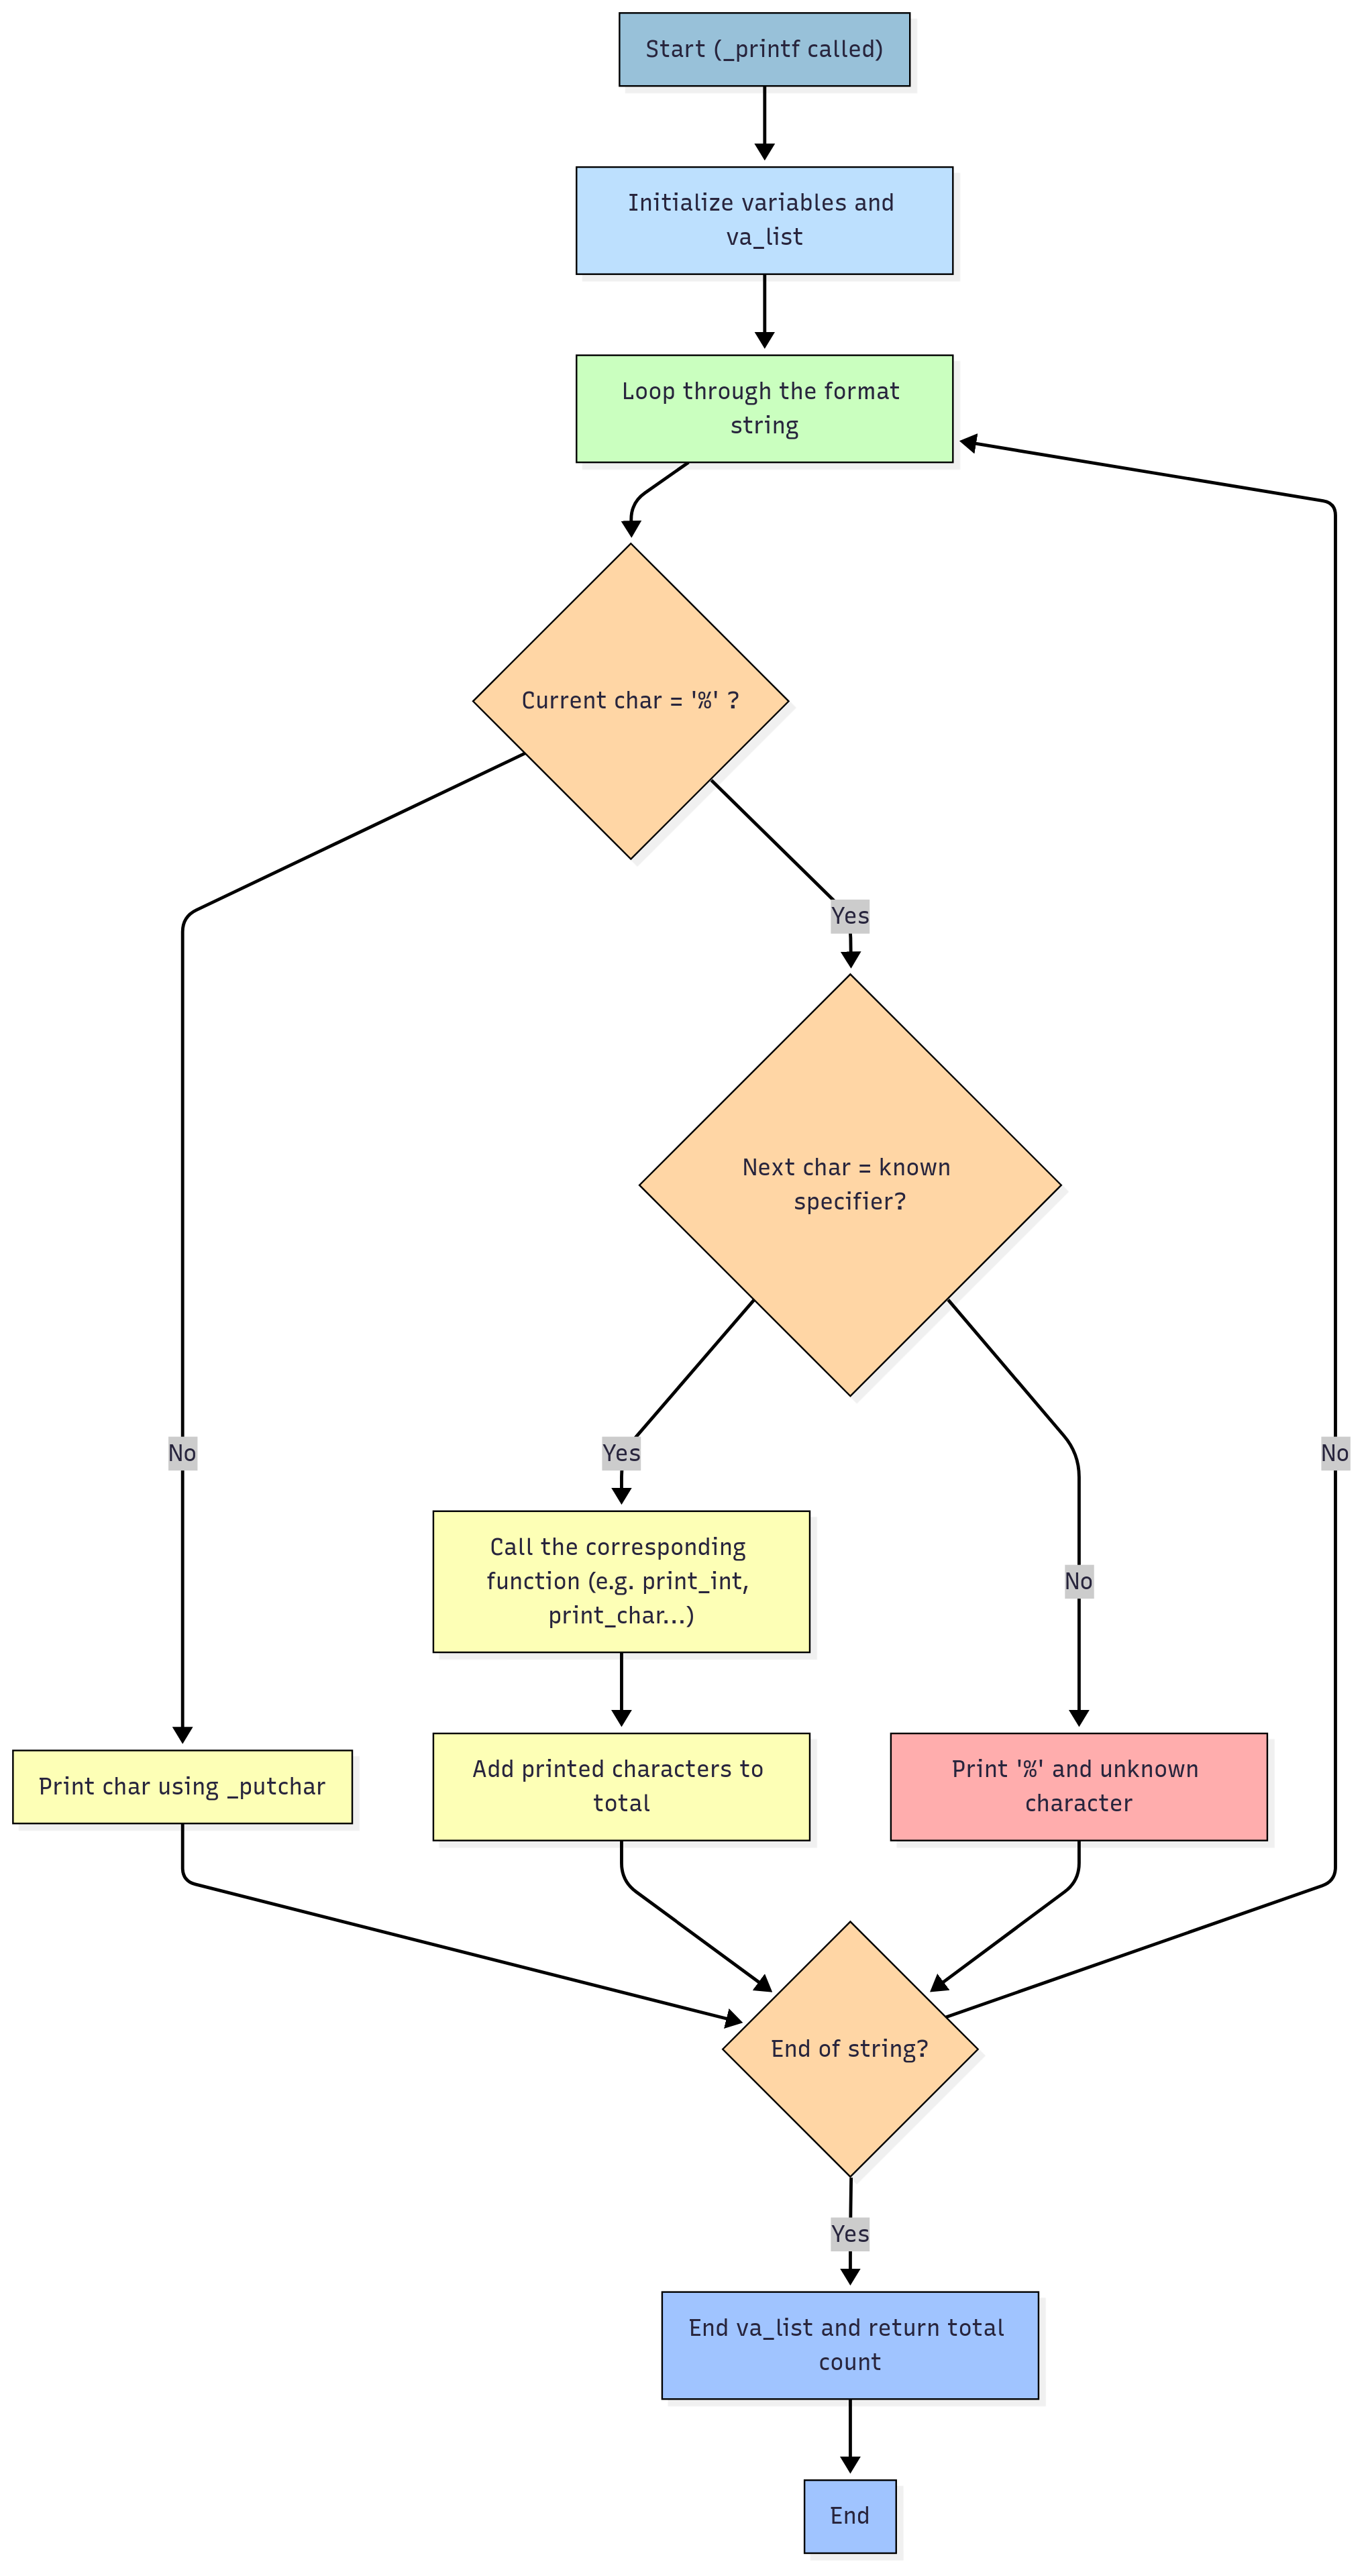 Start (_printf called)
Initialize variables and
va_list
Loop through the format
string
Current char = '%' ?
Yes
Next char = known
specifier?
No
Yes
No
Call the corresponding
function (e.g. print_int,
print_char...)
No
Print char using _putchar
Add printed characters to
total
Print '%' and unknown
character
End of string?
Yes
End va_list and return total
count
End